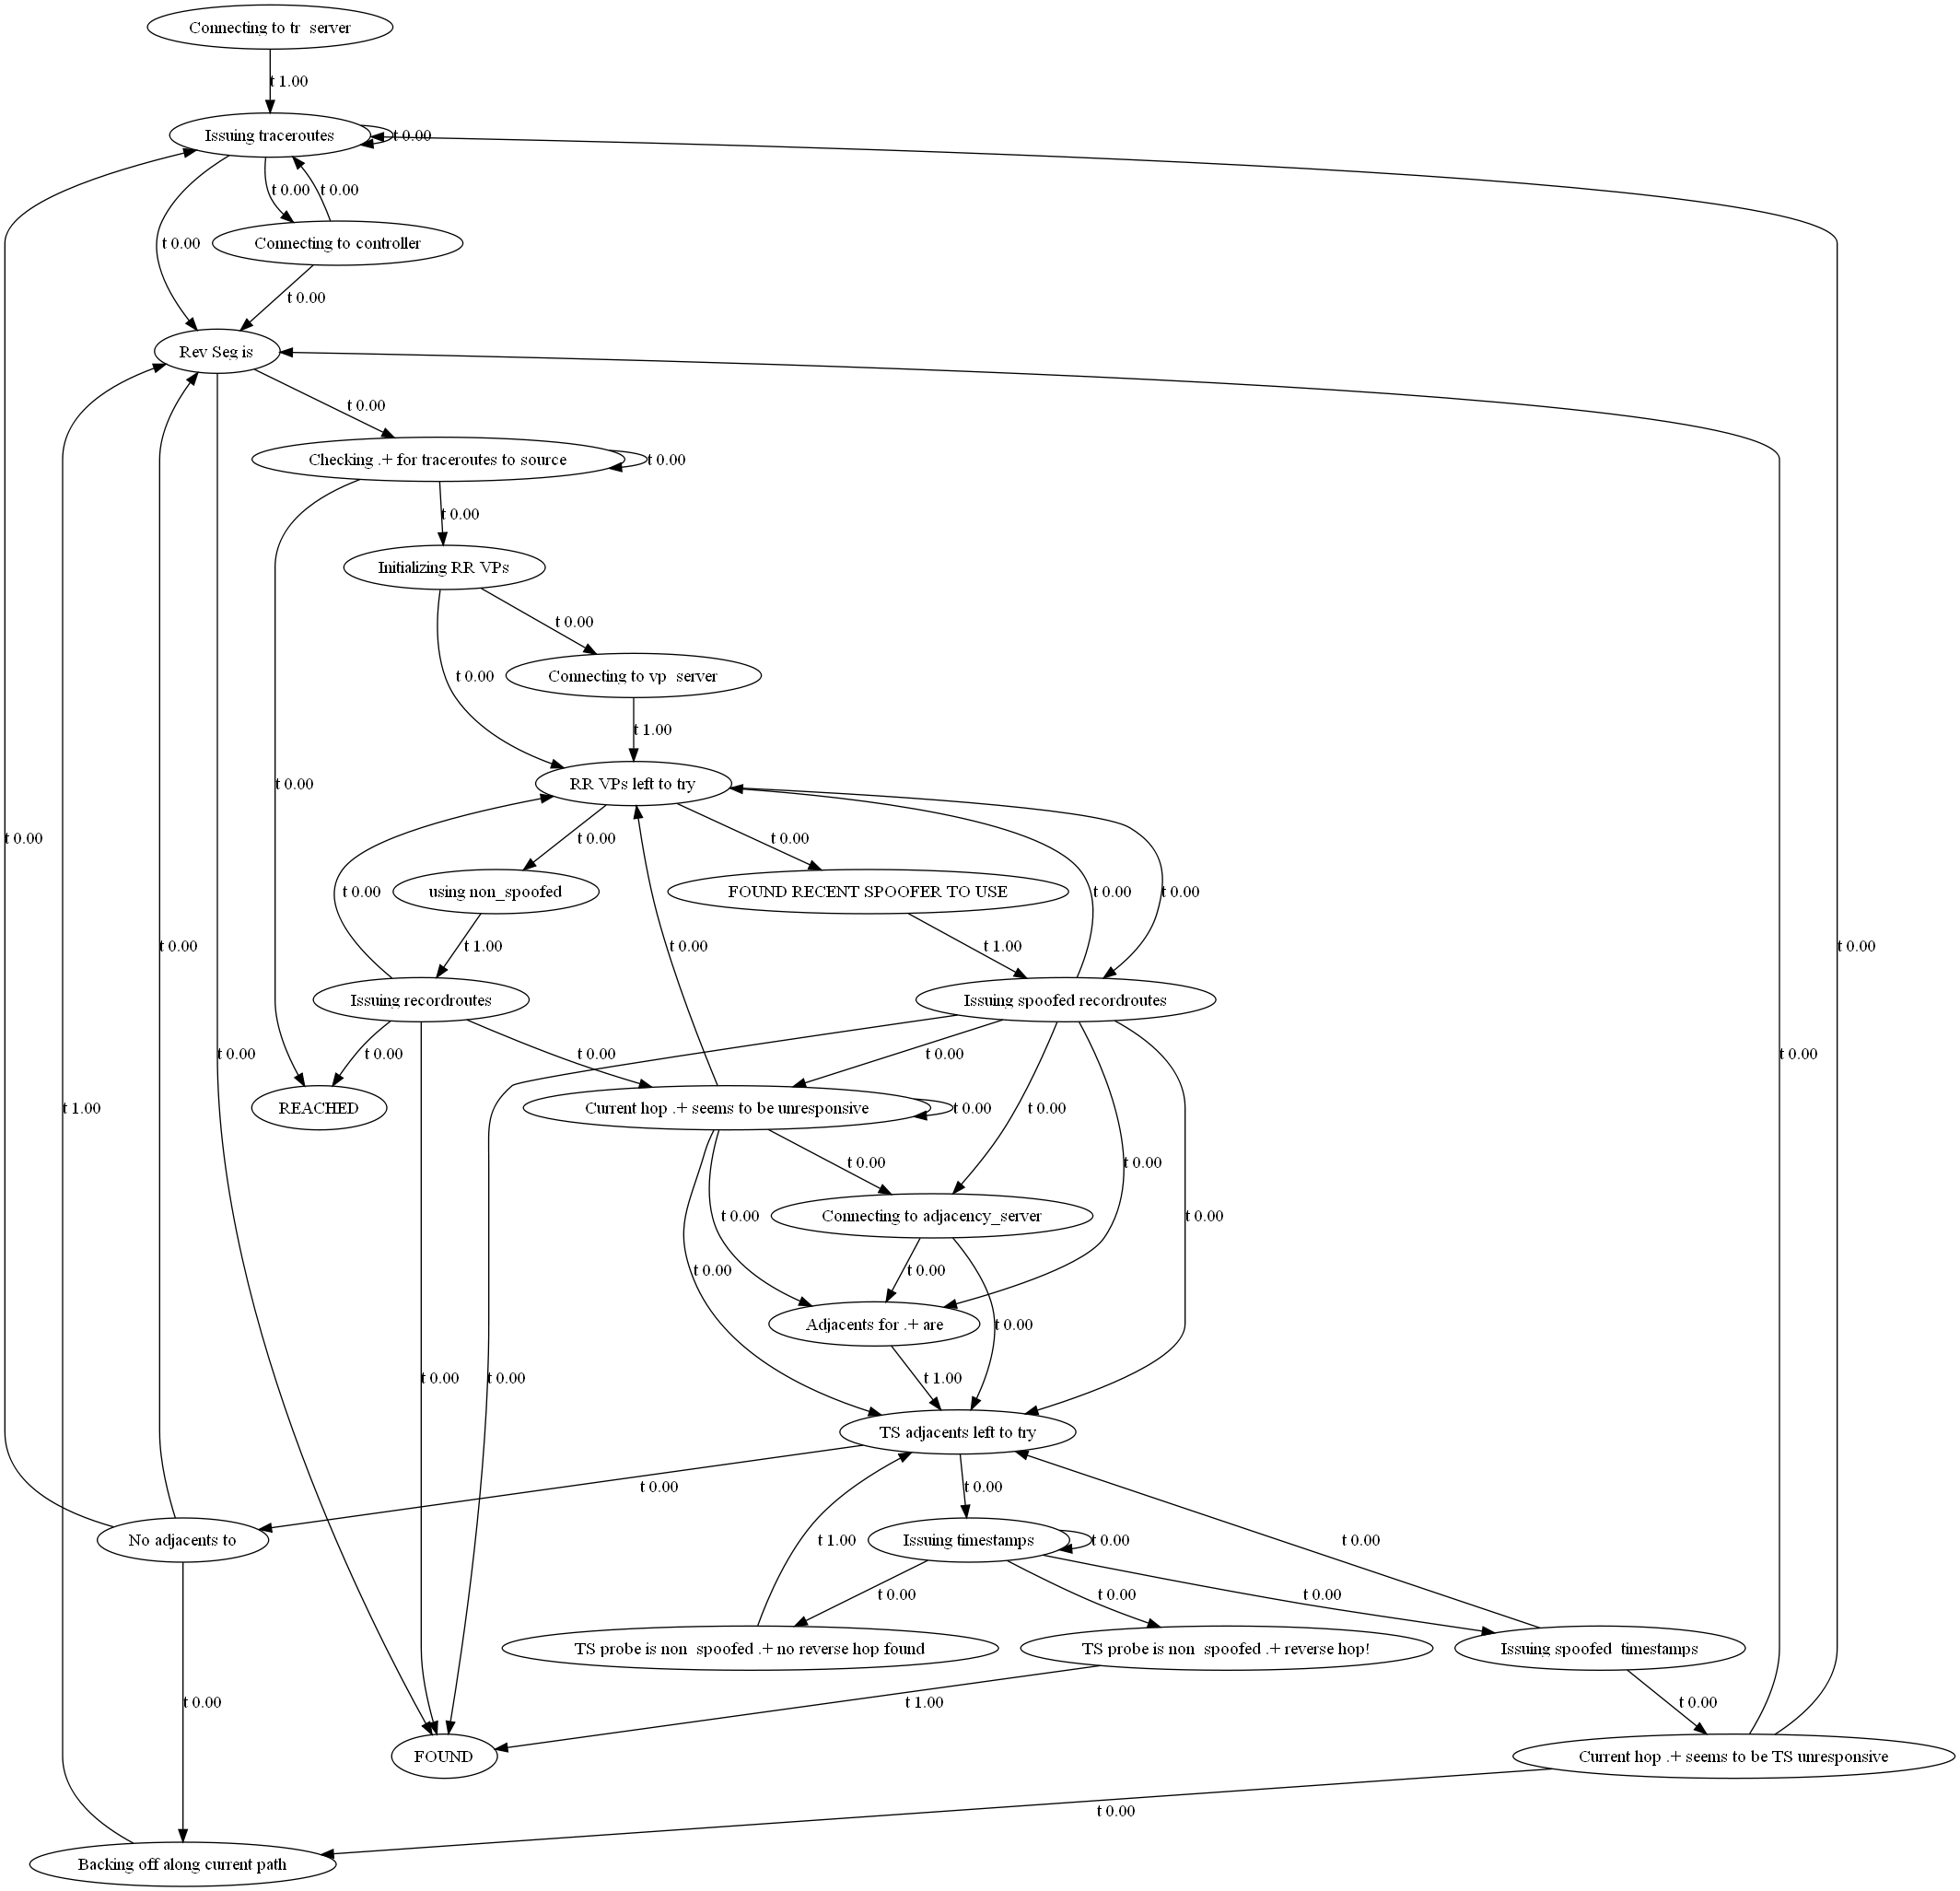 Connecting to tr_server
t 1.00
Issuing traceroutes
t 0.00
t 0.00
t 0.00
t 0.00
Connecting to controller
t 0.00
Rev Seg is
t 0.00
Checking .+ for traceroutes to source
t 0.00
t 0.00
Initializing RR VPs
t 0.00
t 0.00
Connecting to vp_server
t 1.00
t 0.00
RR VPs left to try
t 0.00
t 0.00
t 0.00
t 0.00
t 0.00
t 0.00
using non_spoofed
FOUND RECENT SPOOFER TO USE
t 0.00
t 1.00
t 0.00
t 1.00
t 0.00
Issuing recordroutes
Issuing spoofed recordroutes
t 0.00
t 0.00
t 0.00
t 0.00
t 0.00
t 1.00
REACHED
Current hop .+ seems to be unresponsive
t 0.00
t 0.00
t 0.00
t 0.00
t 0.00
Connecting to adjacency_server
t 0.00
t 0.00
t 0.00
Adjacents for .+ are
t 0.00
t 0.00
t 0.00
t 1.00
TS adjacents left to try
t 0.00
t 0.00
No adjacents to
t 1.00
Issuing timestamps
t 0.00
t 0.00
t 0.00
t 0.00
t 0.00
TS probe is non_spoofed .+ no reverse hop found
TS probe is non_spoofed .+ reverse hop!
Issuing spoofed_timestamps
t 0.00
t 1.00
t 0.00
FOUND
Current hop .+ seems to be TS unresponsive
t 0.00
Backing off along current path